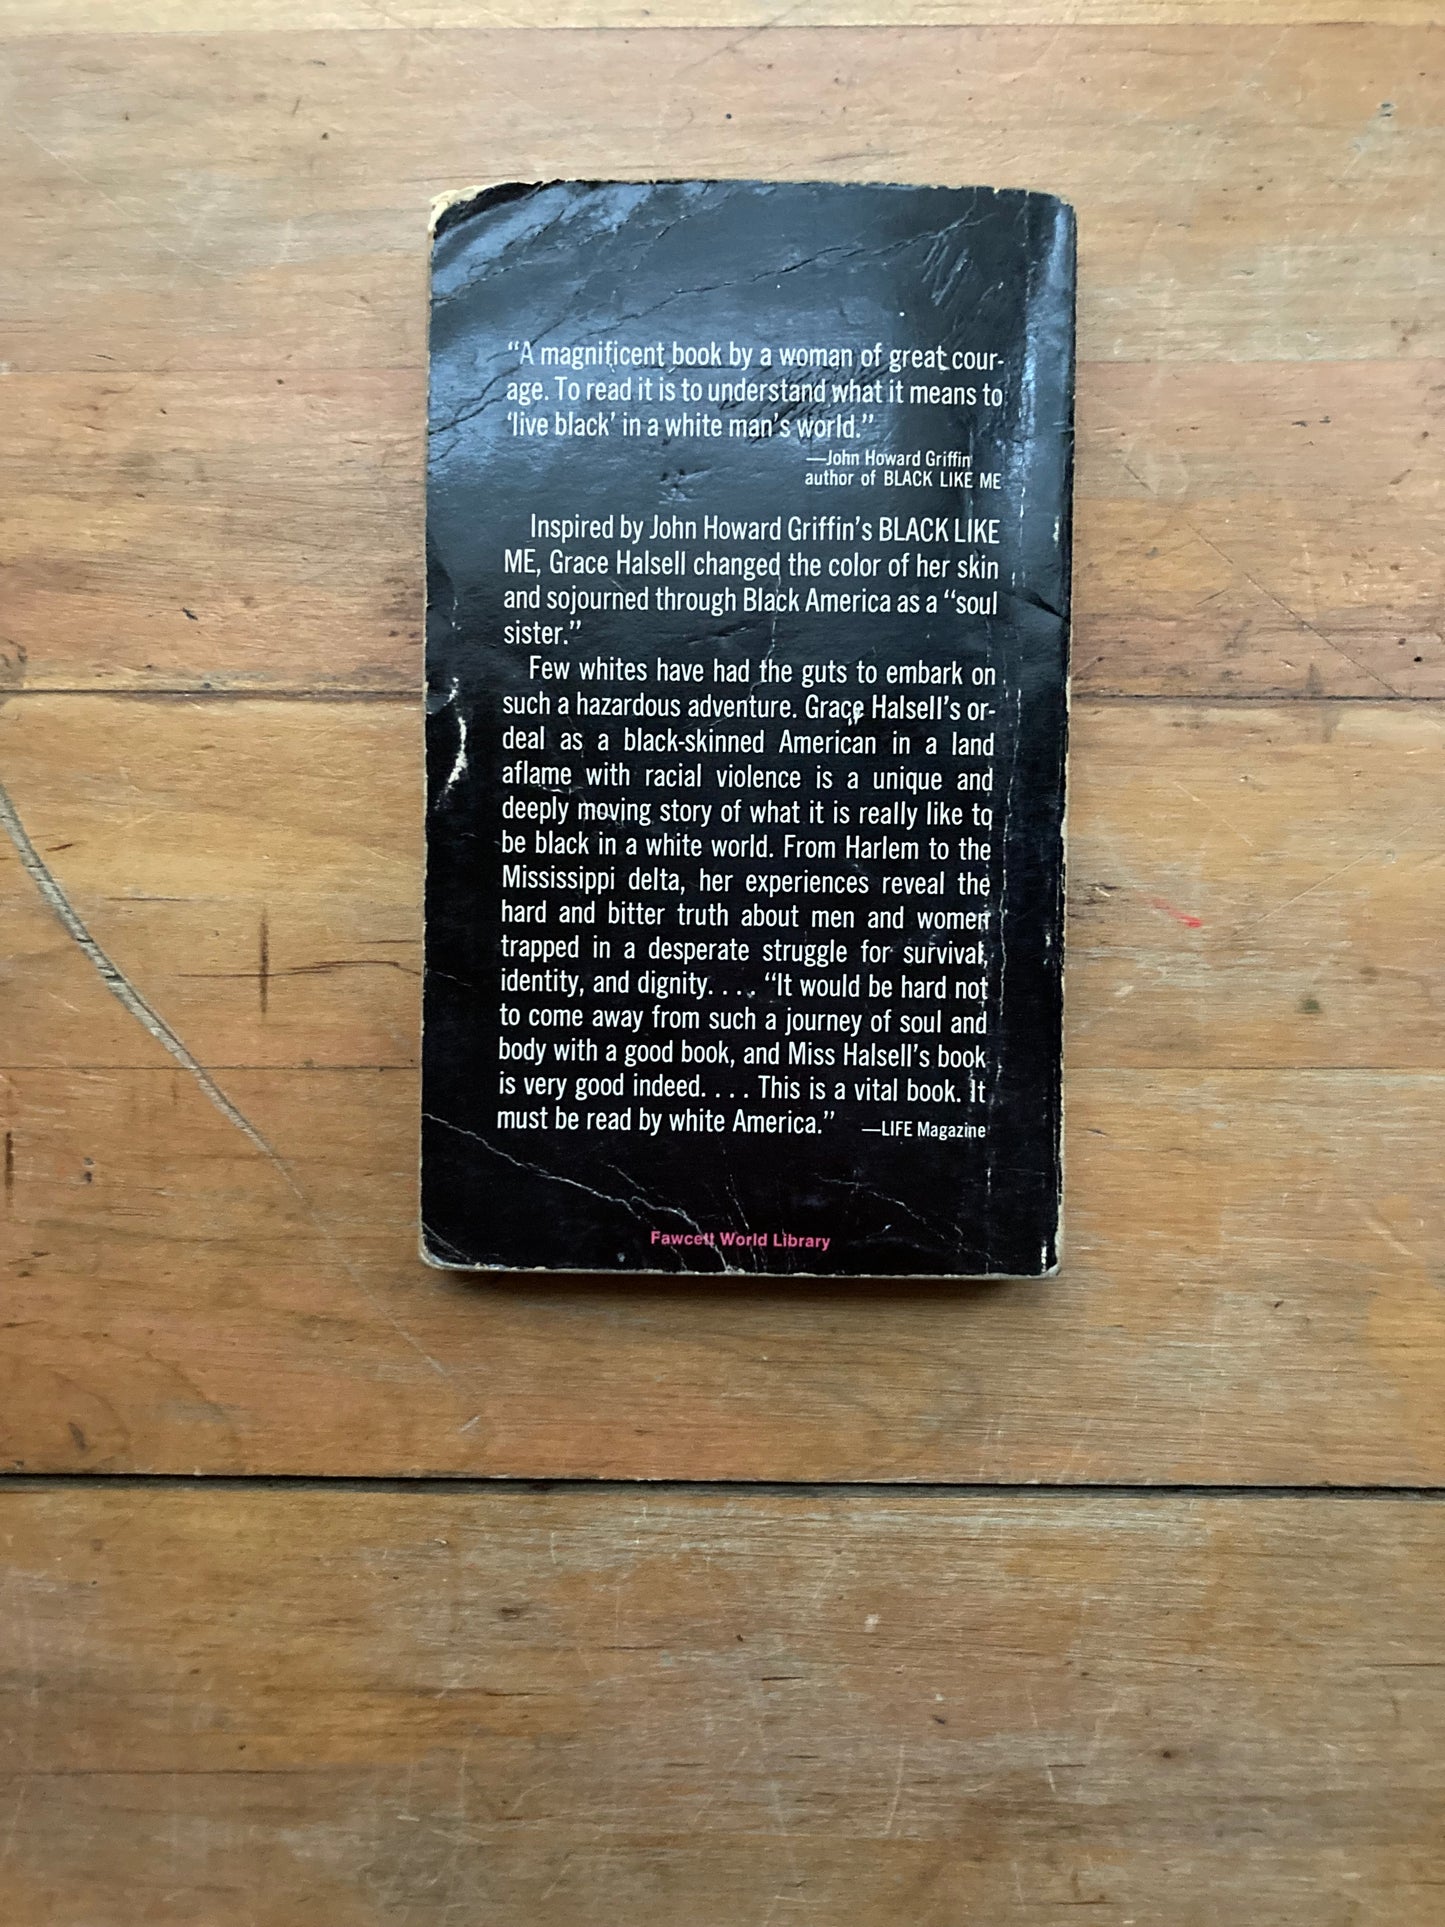 “A magnificent book by a woman of great cour-
age. To read it is to understand what it means to
‘live black’ in a white man’s world.”
—John Howard Griffin
author of BLACK LIKE ME
Inspired by John Howard Griffin’s BLACK LIKE
ME, Grace Halsell changed the color of her skin
and sojourned through Black America as a “soul
sister.”
Few whites have had the guts to embark on
such a hazardous adventure. Grace Halsell’s or-
deal as a black-skinned American in a land
aflame with racial violence is a unique and
deeply moving story of what it is really like to
be black in a white world. From Harlem to the
Mississippi delta, her experiences reveal the
hard and bitter truth about men and women
trapped in a desperate struggle for survival,
identity, and dignity. . . . “It would be hard not
to come away from such a journey of soul and
body with a good book, and Miss Halsell’s book
is very good indeed. . . . This is a vital book. It
must be read by white America.” —LIFE Magazine
Fawcett World Library